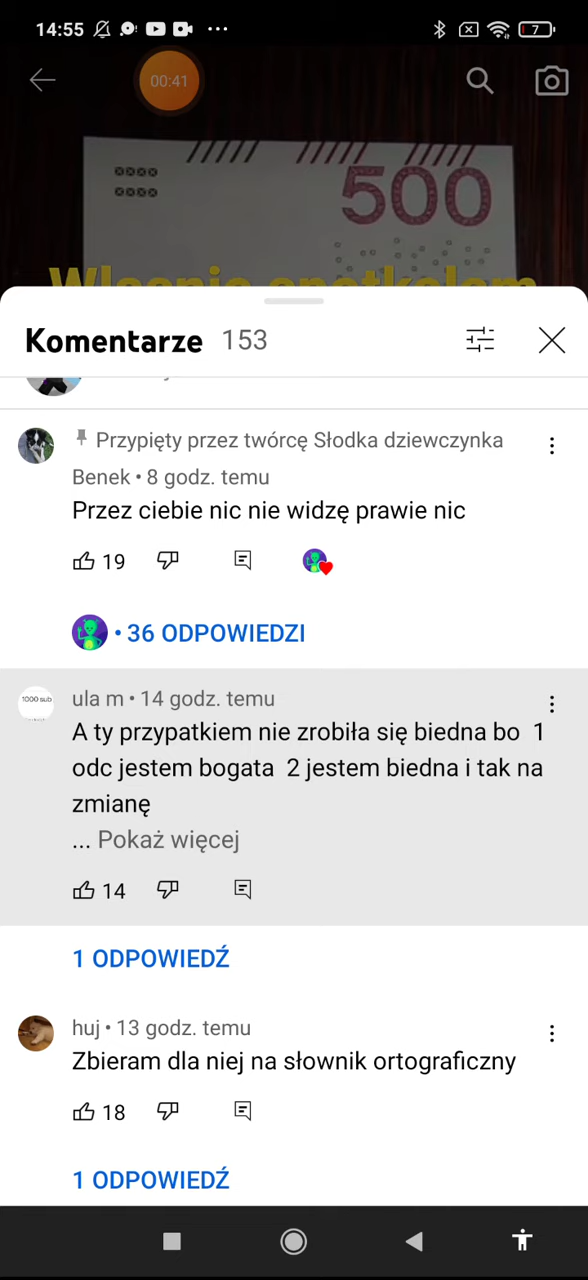 14:55
7
00:41
500
Komentarze 153
Przypięty przez twórcę Słodka dziewczynka
Benek • 8 godz. temu
Przez ciebie nic nie widzę prawie nic
19
• 36 ODPOWIEDZI
1000 sub
ula m • 14 godz. temu
A ty przypatkiem nie zrobiła się biedna bo 1
odc jestem bogata 2 jestem biedna i tak na
zmianę
... Pokaż więcej
14
1 ODPOWIEDŹ
huj • 13 godz. temu
Zbieram dla niej na słownik ortograficzny
18
1 ODPOWIEDŹ